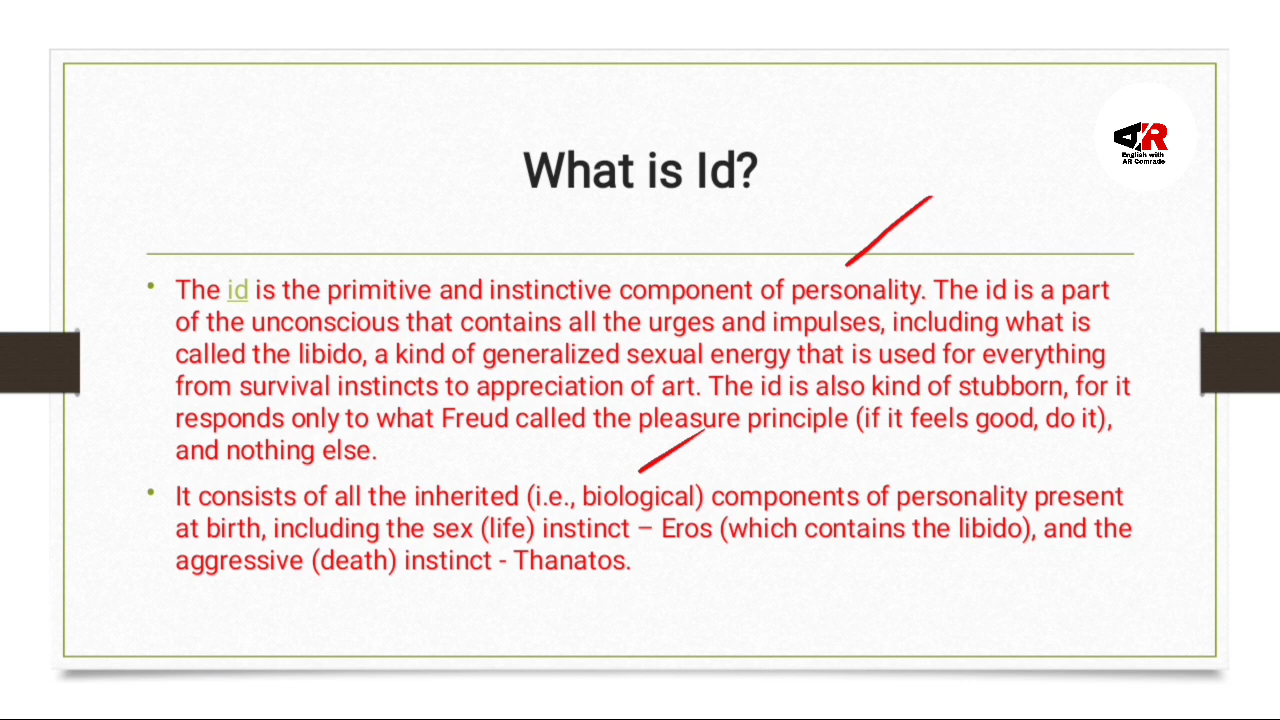 AR
English with
AR Comrade
What is Id?
• The id is the primitive and instinctive component of personality. The id is a part
of the unconscious that contains all the urges and impulses, including what is
called the libido, a kind of generalized sexual energy that is used for everything
from survival instincts to appreciation of art. The id is also kind of stubborn, for it
responds only to what Freud called the pleasure principle (if it feels good, do it),
and nothing else.
• It consists of all the inherited (i.e., biological) components of personality present
at birth, including the sex (life) instinct – Eros (which contains the libido), and the
aggressive (death) instinct - Thanatos.